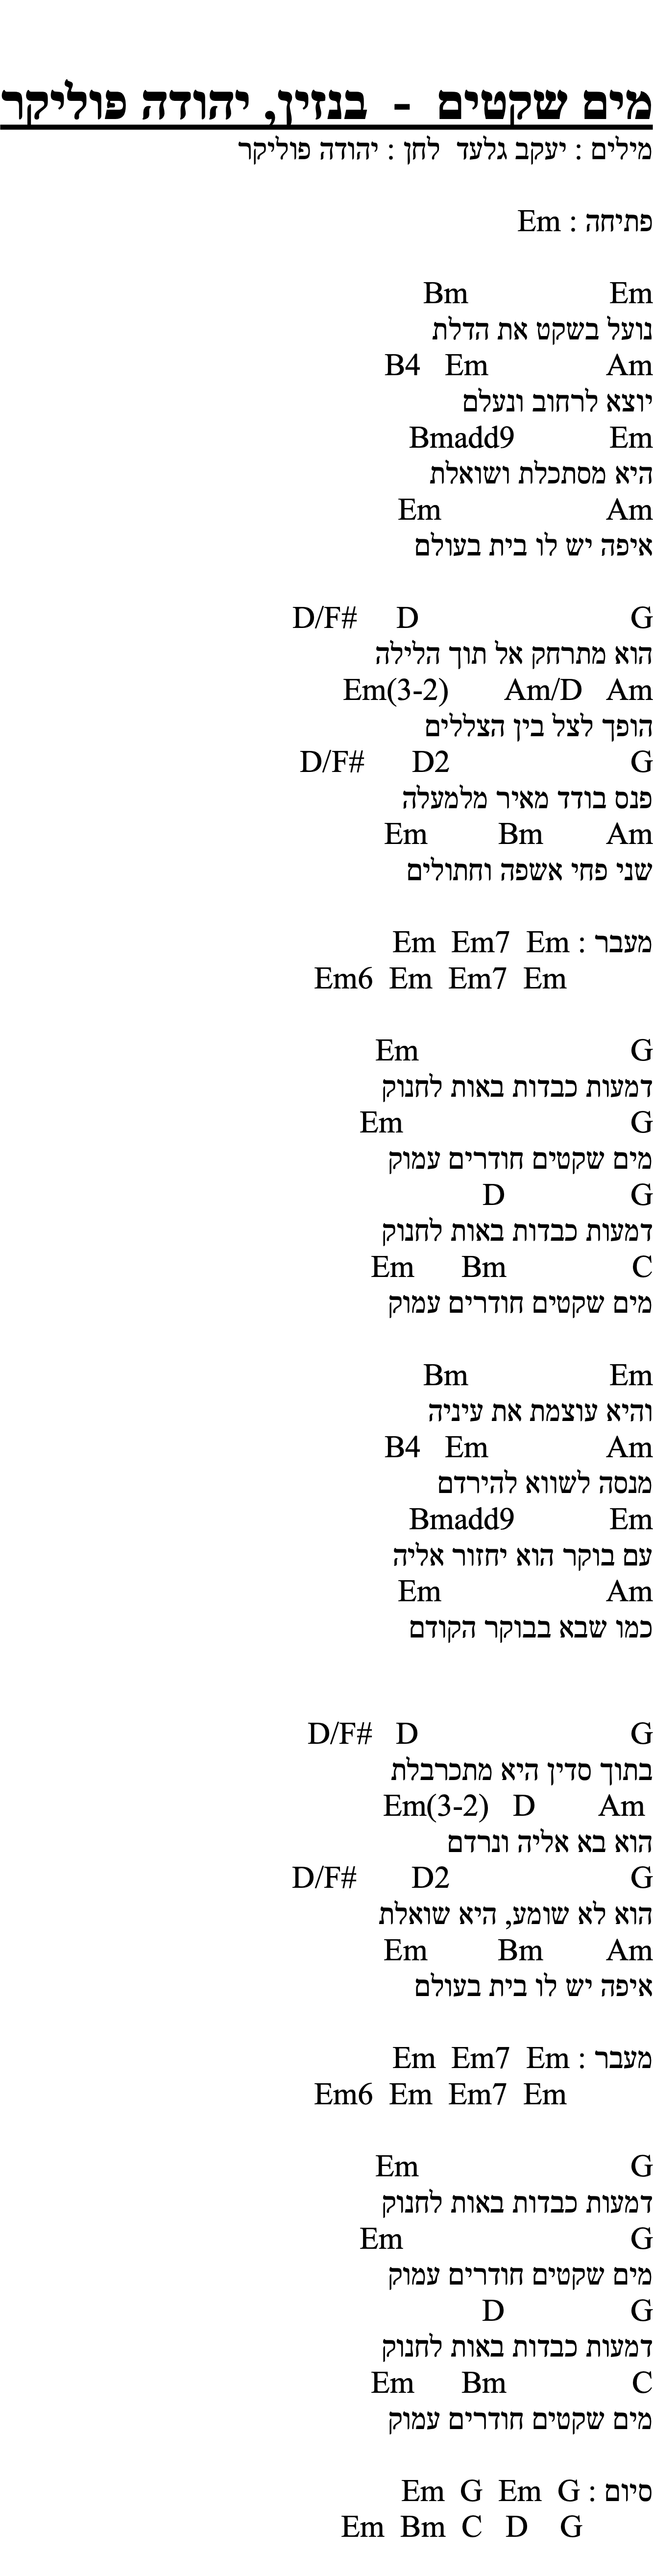 מים שקטים - בנזין, יהודה פוליקר
מילים : יעקב גלעד לחן : יהודה פוליקר

פתיחה : Em

Bm Em
נועל בשקט את הדלת
B4 Em Am
יוצא לרחוב ונעלם
Bmadd9 Em
היא מסתכלת ושואלת
Em Am
איפה יש לו בית בעולם

D/F# D G
הוא מתרחק אל תוך הלילה
Em(3-2) Am/D Am
הופך לצל בין הצללים
D/F# D2 G
פנס בודד מאיר מלמעלה
Em Bm Am
שני פחי אשפה וחתולים

מעבר : Em Em7 Em
Em6 Em Em7 Em

Em G
דמעות כבדות באות לחנוק
Em G
מים שקטים חודרים עמוק
D G
דמעות כבדות באות לחנוק
Em Bm C
מים שקטים חודרים עמוק

Bm Em
והיא עוצמת את עיניה
B4 Em Am
מנסה לשווא להירדם
Bmadd9 Em
עם בוקר הוא יחזור אליה
Em Am
כמו שבא בבוקר הקודם

D/F# D G
בתוך סדין היא מתכרבלת
Em(3-2) D Am
הוא בא אליה ונרדם
D/F# D2 G
הוא לא שומע, היא שואלת
Em Bm Am
איפה יש לו בית בעולם

מעבר : Em Em7 Em
Em6 Em Em7 Em

Em G
דמעות כבדות באות לחנוק
Em G
מים שקטים חודרים עמוק
D G
דמעות כבדות באות לחנוק
Em Bm C
מים שקטים חודרים עמוק

סיום : Em G Em G
Em Bm C D G